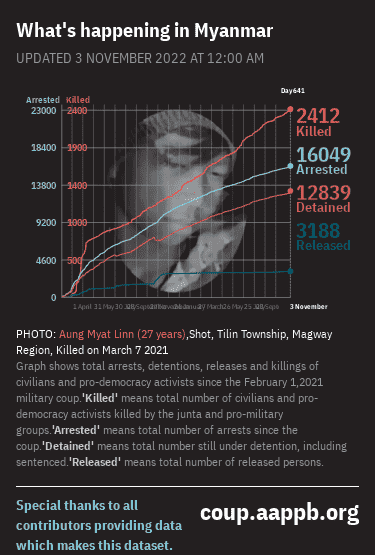 What's happening in Myanmar
UPDATED 3 NOVEMBER 2022 AT 12:00 AM
Day641
Arrested Killed
23000 2400
2412
Killed
18400 1900
16049
Arrested
13800 1400
12839
Detained
9200 1000
3188
Released
4600 500
0
1 April 31 May 30
3 November
PHOTO: Aung Myat Linn (27 years),Shot, Tilin Township, Magway
Region, Killed on March 7 2021
Graph shows total arrests, detentions, releases and killings of
civilians and pro-democracy activists since the February 1,2021
military coup.'Killed' means total number of civilians and pro-
democracy activists killed by the junta and pro-military
groups.'Arrested' means total number of arrests since the
coup.'Detained' means total number still under detention, including
sentenced.'Released' means total number of released persons.
Special thanks to all
contributors providing data
which makes this dataset.
coup.aappb.org